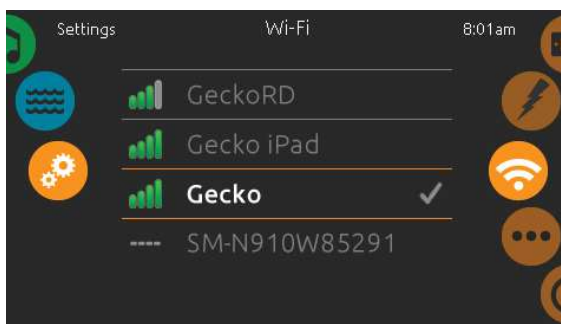 Settings Wi-Fi 8:01am
GeckoRD
Gecko iPad
Gecko
SM-N910W85291